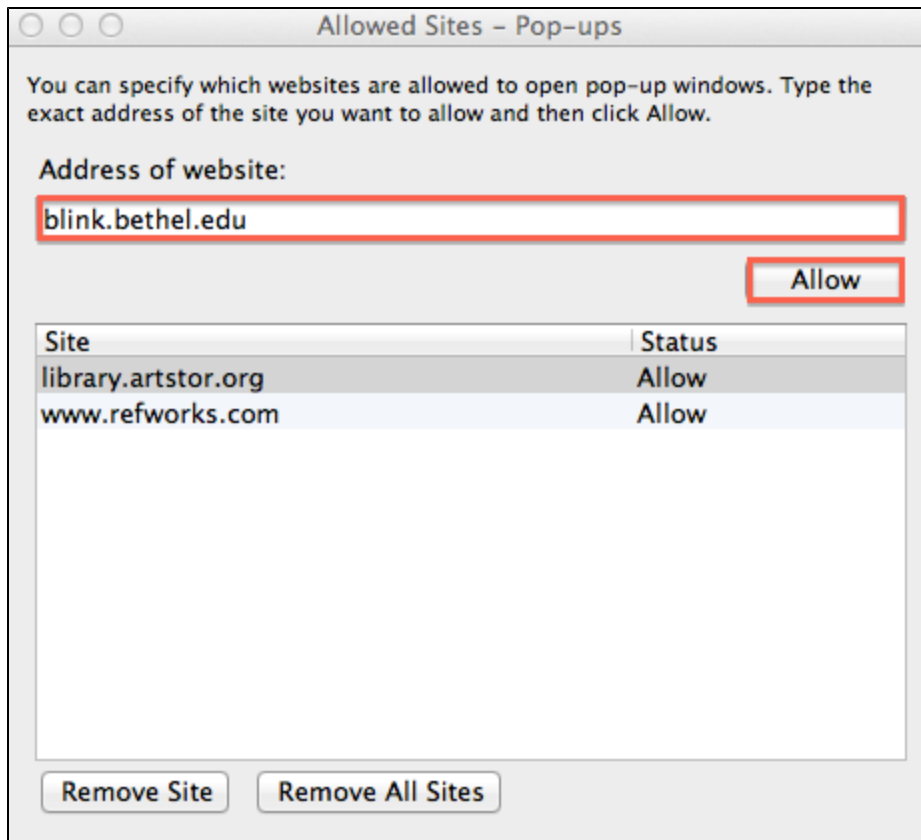 Allowed Sites – Pop-ups
You can specify which websites are allowed to open pop-up windows. Type the
exact address of the site you want to allow and then click Allow.
Address of website:
blink.bethel.edu
Allow
Site Status
library.artstor.org Allow
www.refworks.com Allow
Remove Site Remove All Sites